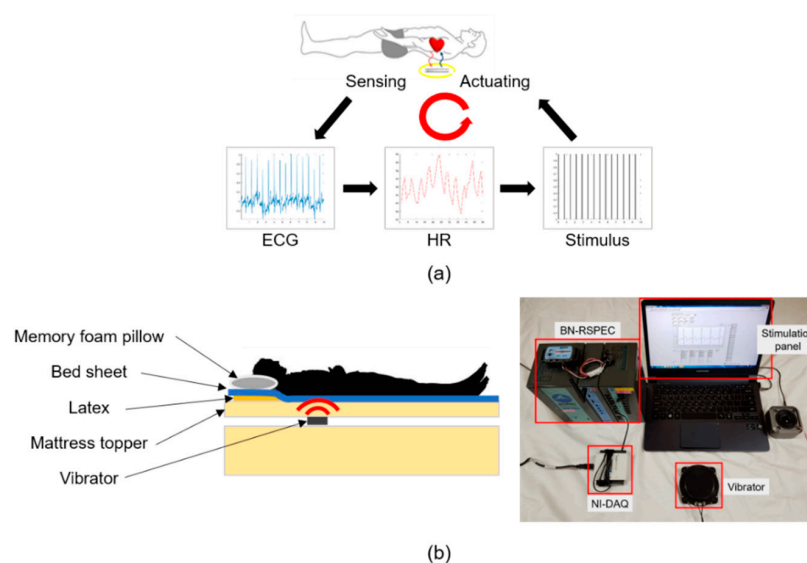 Sensing
Actuating
ECG
HR
Stimulus
(a)
Memory foam pillow
Bed sheet
Latex
Mattress topper
Vibrator
BN-RSPEC
Stimulation
panel
NI-DAQ
Vibrator
(b)